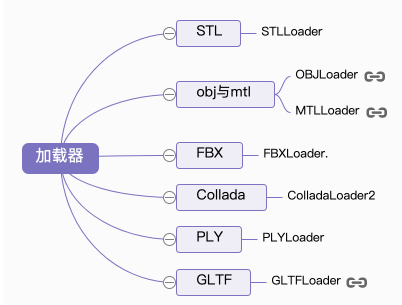 STL
STLLoader
obj与mtl
OBJLoader
MTLLoader
加载器
FBX
FBXLoader.
Collada
ColladaLoader2
PLY
PLYLoader
GLTF
GLTFLoader